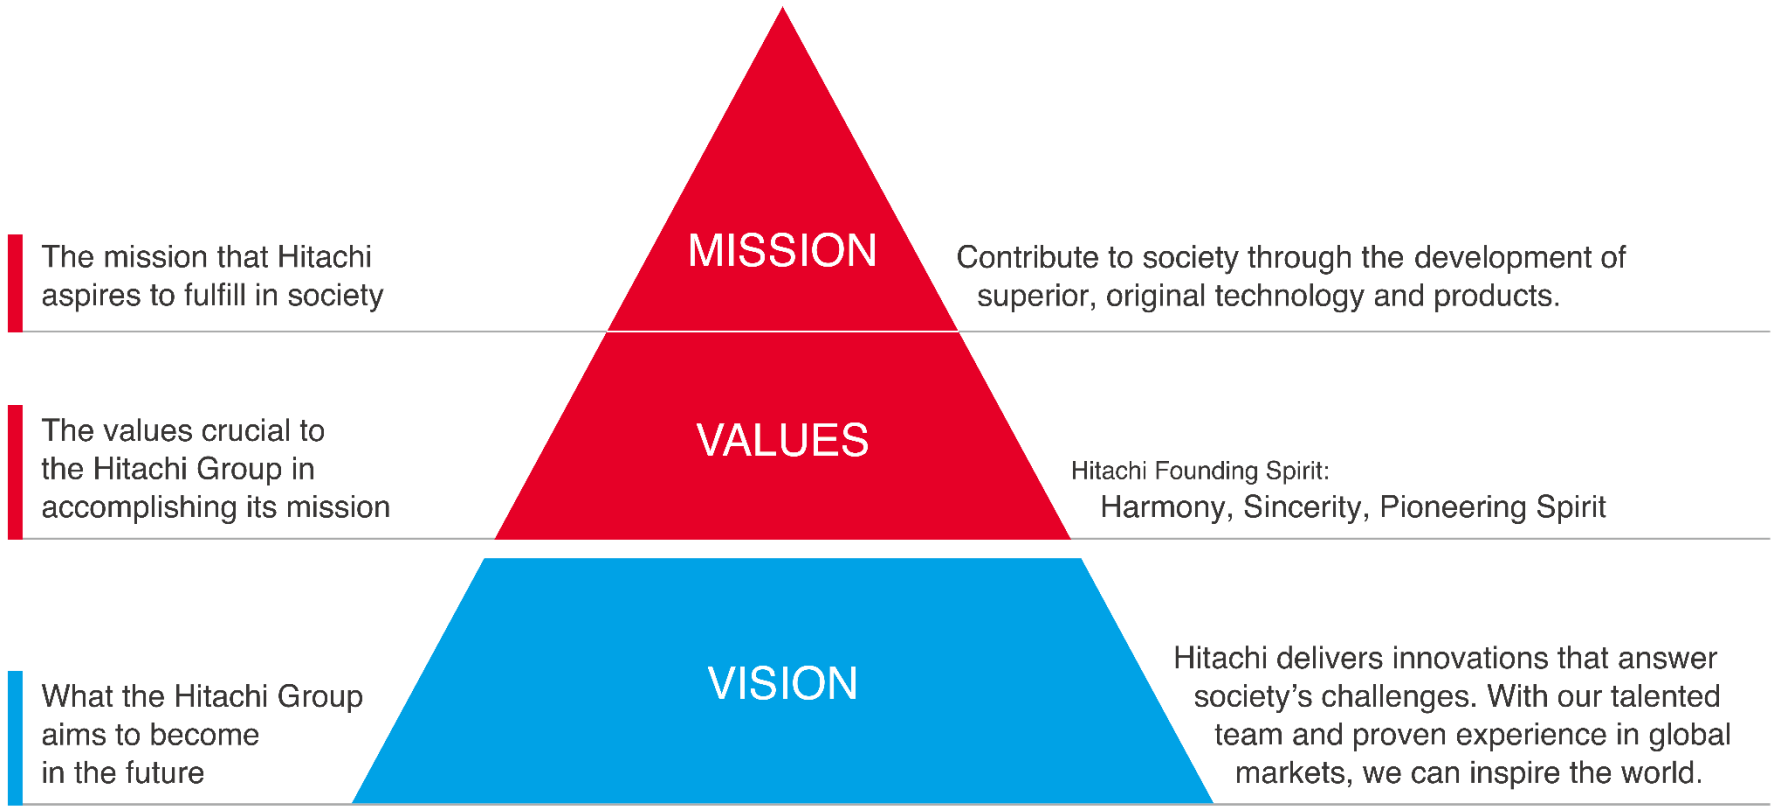 MISSION
The mission that Hitachi
aspires to fulfill in society
Contribute to society through the development of
superior, original technology and products.
VALUES
The values crucial to
the Hitachi Group in
accomplishing its mission
Hitachi Founding Spirit:
Harmony, Sincerity, Pioneering Spirit
VISION
What the Hitachi Group
aims to become
in the future
Hitachi delivers innovations that answer
society’s challenges. With our talented
team and proven experience in global
markets, we can inspire the world.